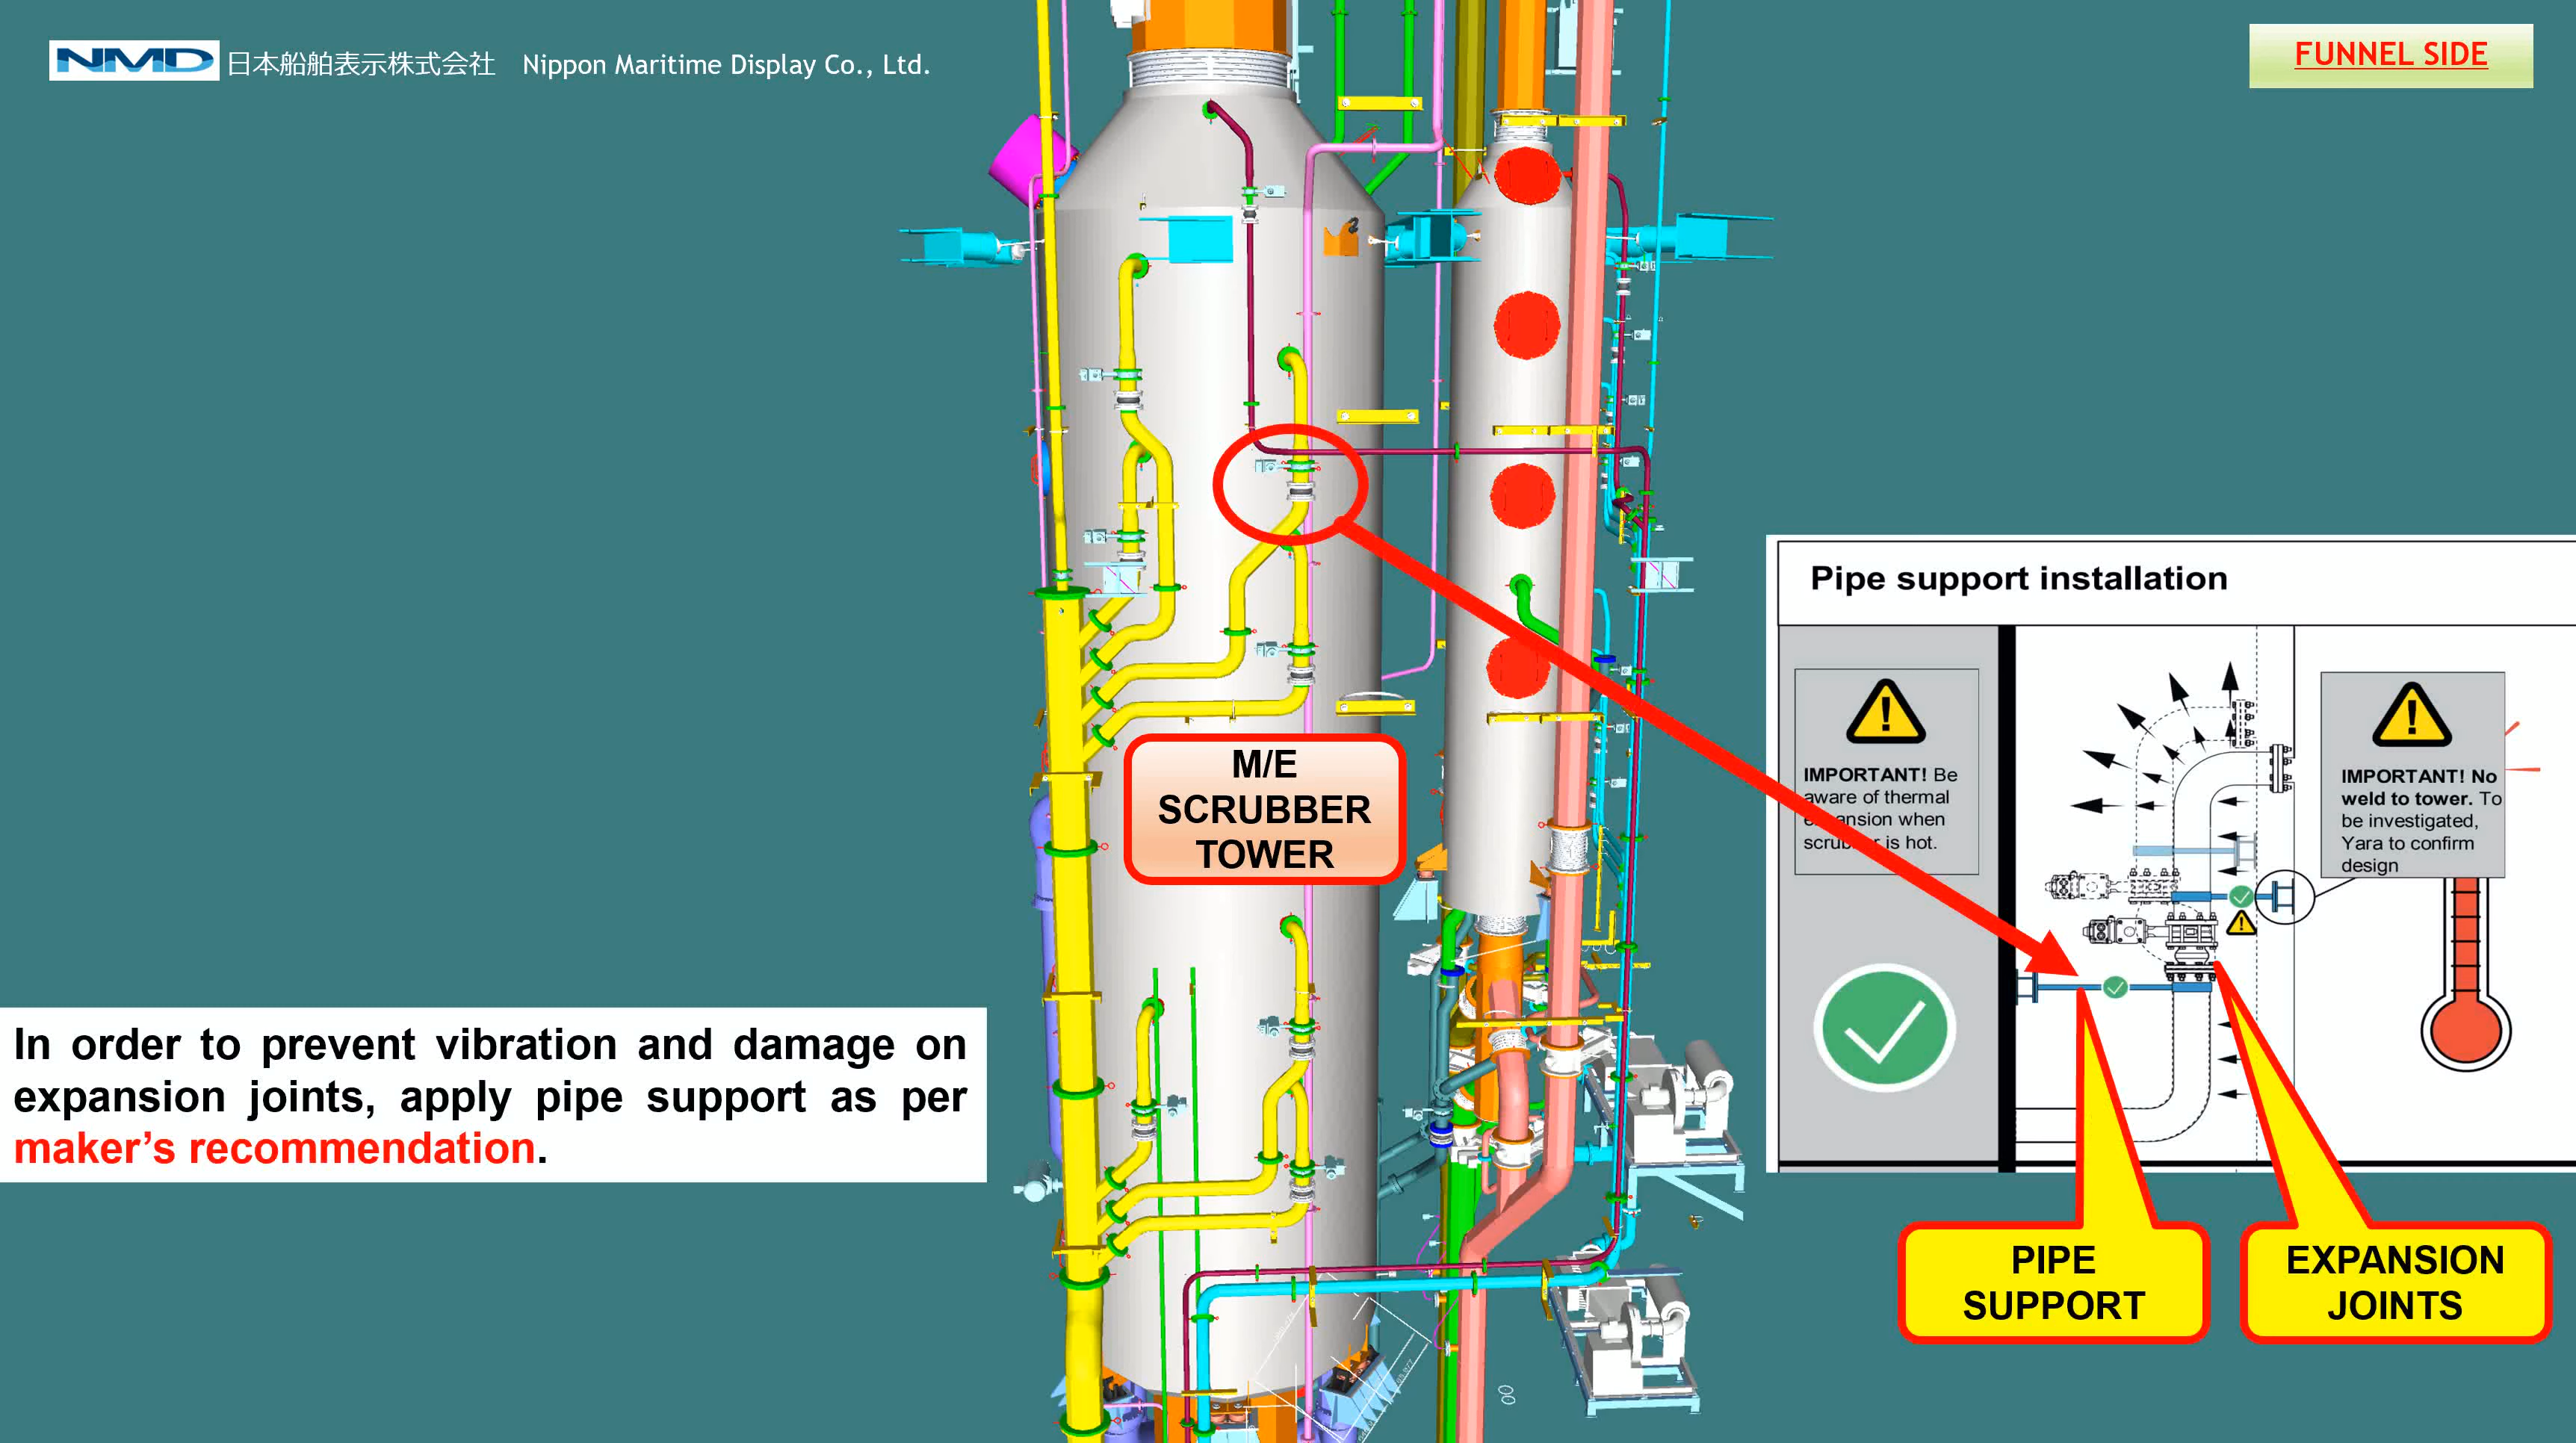 NMD 日本船舶表示株式会社 Nippon Maritime Display Co., Ltd.
FUNNEL SIDE
Pipe support installation
IMPORTANT! Be
aware of thermal
expansion when
scrubber is hot.
IMPORTANT! No
weld to tower. To
be investigated,
Yara to confirm
design
M/E
SCRUBBER
TOWER
In order to prevent vibration and damage on
expansion joints, apply pipe support as per
maker’s recommendation.
PIPE
SUPPORT
EXPANSION
JOINTS